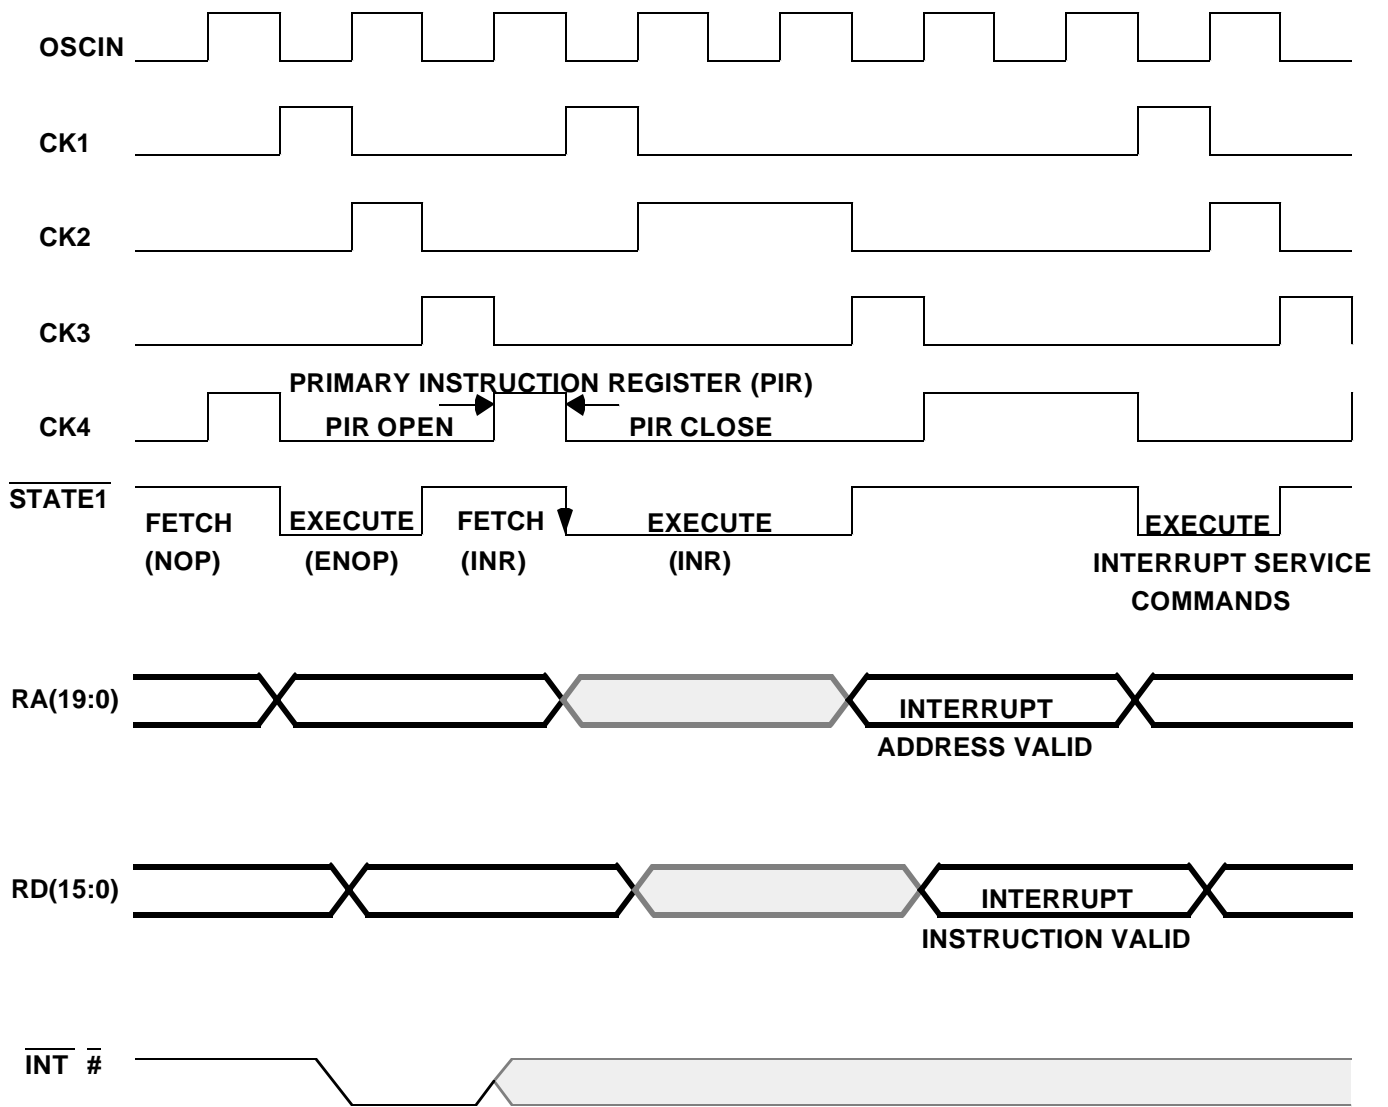 OSCIN
CK1
CK2
CK3
PRIMARY INSTRUCTION REGISTER (PIR)
CK4
PIR OPEN
PIR CLOSE
STATE1
FETCH
(NOP)
EXECUTE
(ENOP)
FETCH
(INR)
EXECUTE
(INR)
EXECUTE
INTERRUPT SERVICE
COMMANDS
RA(19:0)
INTERRUPT
ADDRESS VALID
RD(15:0)
INTERRUPT
INSTRUCTION VALID
INT #